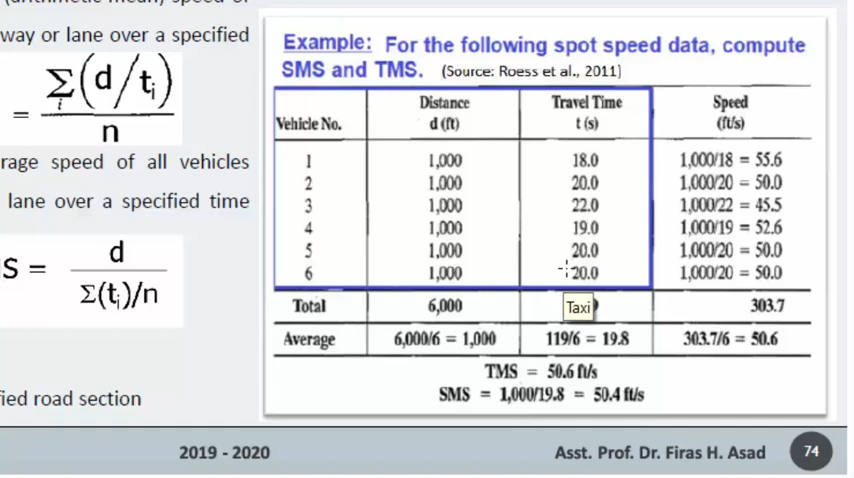 (arithmetic mean) speed of
way or lane over a specified
= Σi(d/ti)
n
rage speed of all vehicles
lane over a specified time
S = d
Σ(ti)/n
fied road section
Example: For the following spot speed data, compute
SMS and TMS. (Source: Roess et al., 2011]
Vehicle No. Distance d (ft) Travel Time t (s) Speed (ft/s)
1 1,000 18.0 1,000/18 = 55.6
2 1,000 20.0 1,000/20 = 50.0
3 1,000 22.0 1,000/22 = 45.5
4 1,000 19.0 1,000/19 = 52.6
5 1,000 20.0 1,000/20 = 50.0
6 1,000 20.0 1,000/20 = 50.0
Taxi
Total 6,000 303.7
Average 6,000/6 = 1,000 119/6 = 19.8 303.7/6 = 50.6
TMS = 50.6 ft/s
SMS = 1,000/19.8 = 50.4 ft/s
2019 - 2020 Asst. Prof. Dr. Firas H. Asad 74